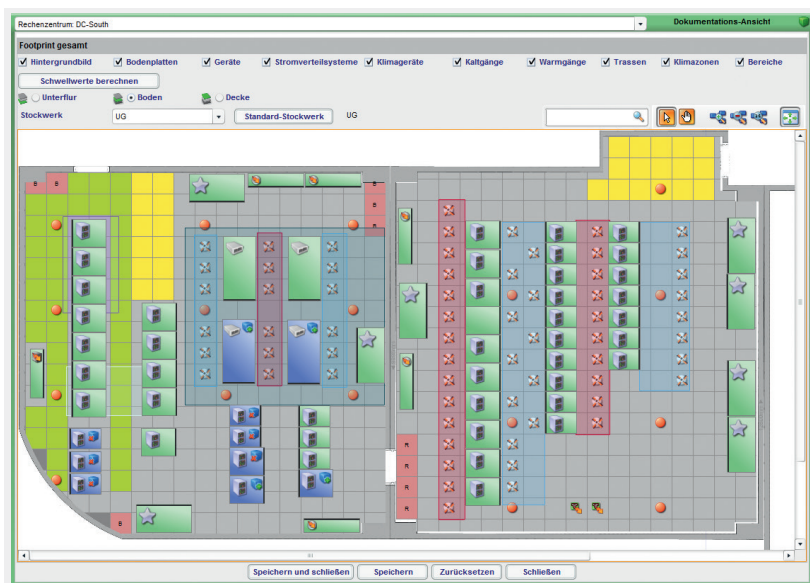 Rechenzentrum: DC-South
Dokumentations-Ansicht
Footprint gesamt
Hintergrundbild Bodenplatten Geräte Stromverteilsysteme Klimageräte Kaltgänge Warmgänge Trassen Klimazonen Bereiche
Schwellwerte berechnen
Unterflur Boden Decke
Stockwerk UG Standard-Stockwerk UG
B B B
B
B
R
R
R
R
B
Speichern und schließen Speichern Zurücksetzen Schließen